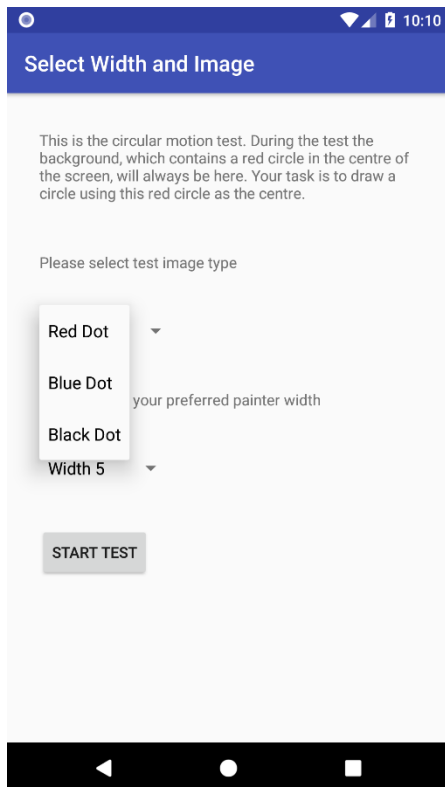 10:10
Select Width and Image
This is the circular motion test. During the test the
background, which contains a red circle in the centre of
the screen, will always be here. Your task is to draw a
circle using this red circle as the centre.
Please select test image type
Red Dot
Blue Dot
your preferred painter width
Black Dot
Width 5
START TEST